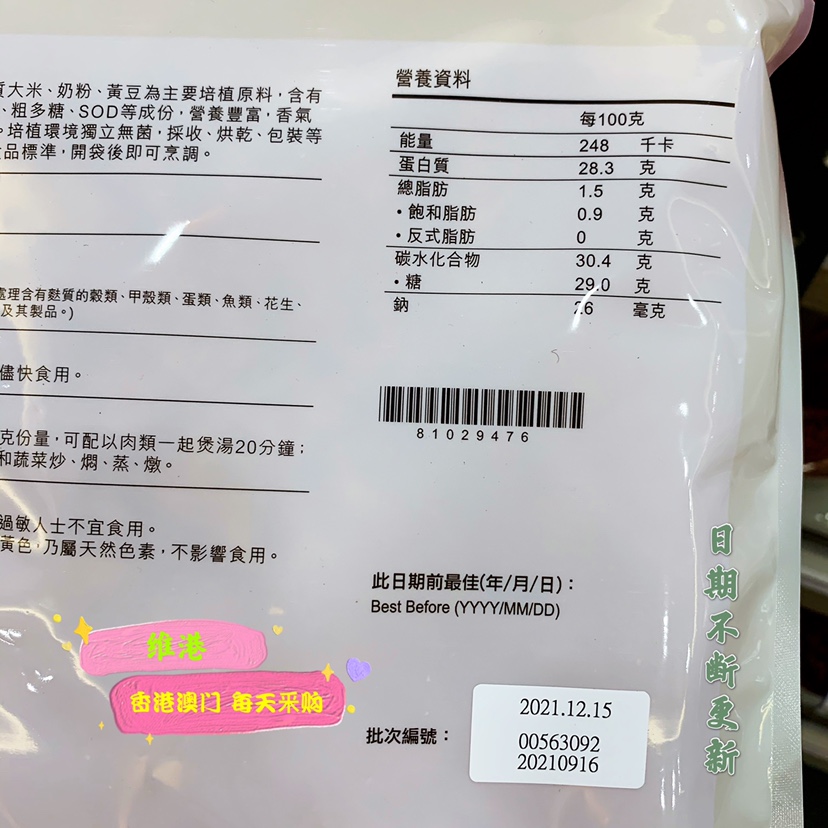 質大米、奶粉、黃豆為主要培植原料，含有
、粗多糖、SOD等成份，營養豐富，香氣
。培植環境獨立無菌，採收、烘乾、包裝等
食品標準，開袋後即可烹調。
處理含有麩質的穀類、甲殼類、蛋類、魚類、花生、
及其製品。)
儘快食用。
克份量，可配以肉類一起煲湯20分鐘；
和蔬菜炒、燜、蒸、燉。
過敏人士不宜食用。
黃色，乃屬天然色素，不影響食用。
營養資料
每100克
能量 248 千卡
蛋白質 28.3 克
總脂肪 1.5 克
•飽和脂肪 0.9 克
•反式脂肪 0 克
碳水化合物 30.4 克
•糖 29.0 克
鈉 26 毫克
81029476
此日期前最佳(年/月/日)：
Best Before (YYYY/MM/DD)
批次編號：
2021.12.15
00563092
20210916
维港
香港澳门 每天采购
日期不断更新